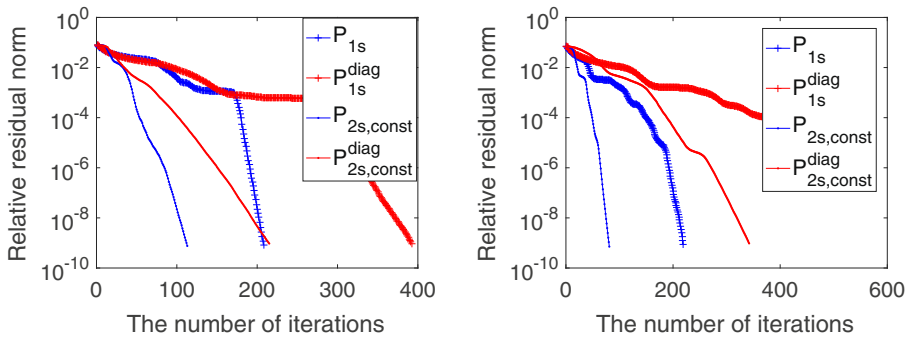 Relative residual norm
10^0
10^-2
10^-4
10^-6
10^-8
10^-10
0 100 200 300 400
The number of iterations
P_1s
P_1s^diag
P_2s,const
P_2s,const^diag
Relative residual norm
10^0
10^-2
10^-4
10^-6
10^-8
10^-10
0 200 400 600
The number of iterations
P_1s
P_1s^diag
P_2s,const
P_2s,const^diag